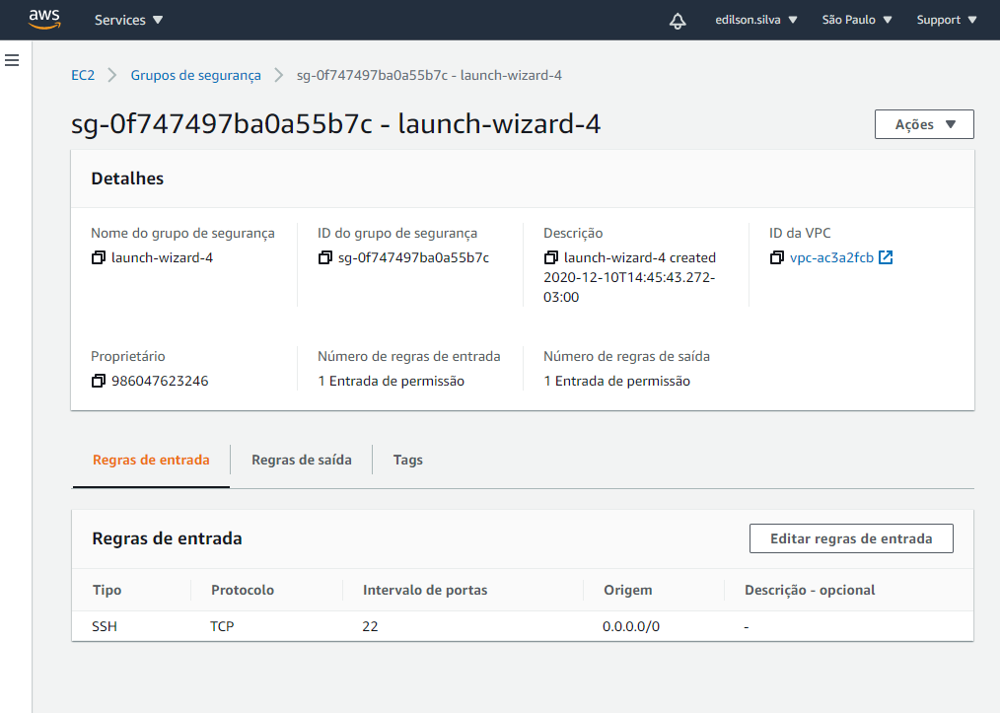 aws Services edilson.silva São Paulo Support
EC2 Grupos de segurança sg-0f747497ba0a55b7c - launch-wizard-4
sg-0f747497ba0a55b7c - launch-wizard-4
Ações
Detalhes
Nome do grupo de segurança
launch-wizard-4
ID do grupo de segurança
sg-0f747497ba0a55b7c
Descrição
launch-wizard-4 created
2020-12-10T14:45:43.272-
03:00
ID da VPC
vpc-ac3a2fcb
Proprietário
986047623246
Número de regras de entrada
1 Entrada de permissão
Número de regras de saída
1 Entrada de permissão
Regras de entrada Regras de saída Tags
Regras de entrada
Editar regras de entrada
Tipo Protocolo Intervalo de portas Origem Descrição - opcional
SSH TCP 22 0.0.0.0/0 -